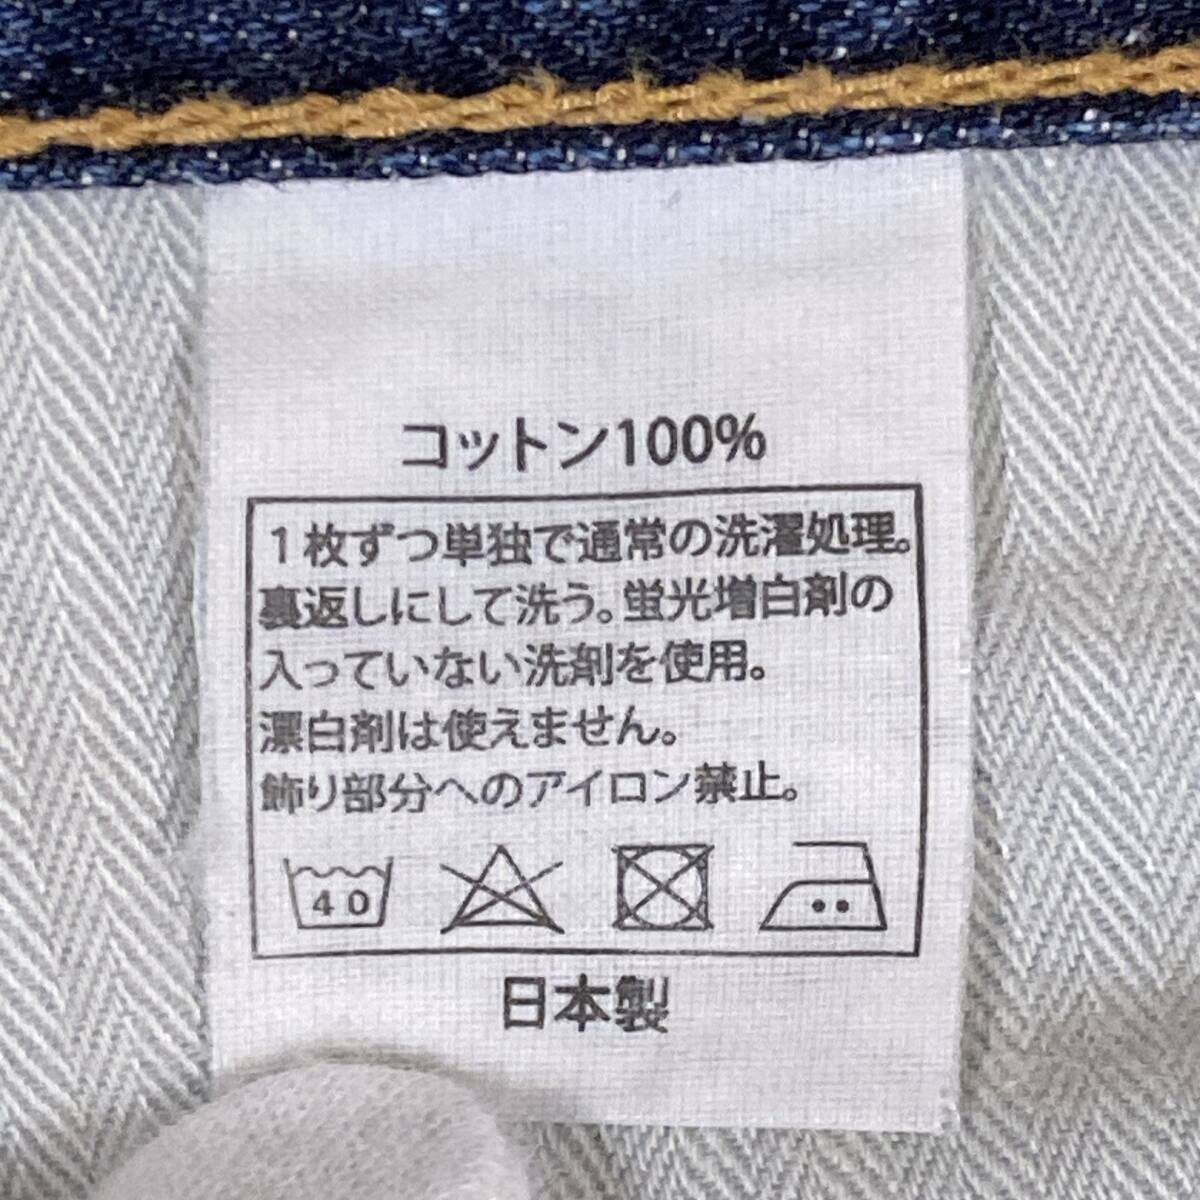 コットン100%
1枚ずつ単独で通常の洗濯処理。
裏返しにして洗う。蛍光増白剤の
入っていない洗剤を使用。
漂白剤は使えません。
飾り部分へのアイロン禁止。
40
日本製